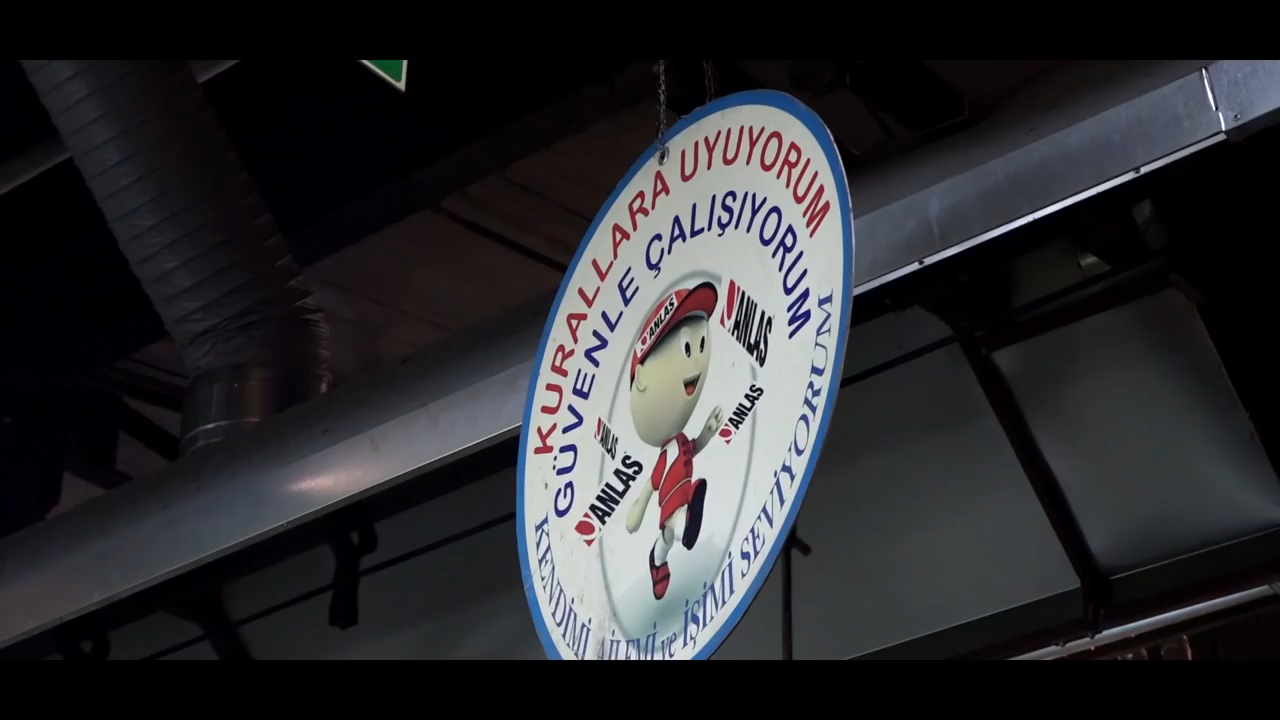 KURALLARA UYUYORUM
GÜVENLE ÇALIŞIYORUM
ANLAS
ANLAS
ANLAS
ANLAS
ANLAS
KENDİMİ AİLEMİ ve İŞİMİ SEVİYORUM